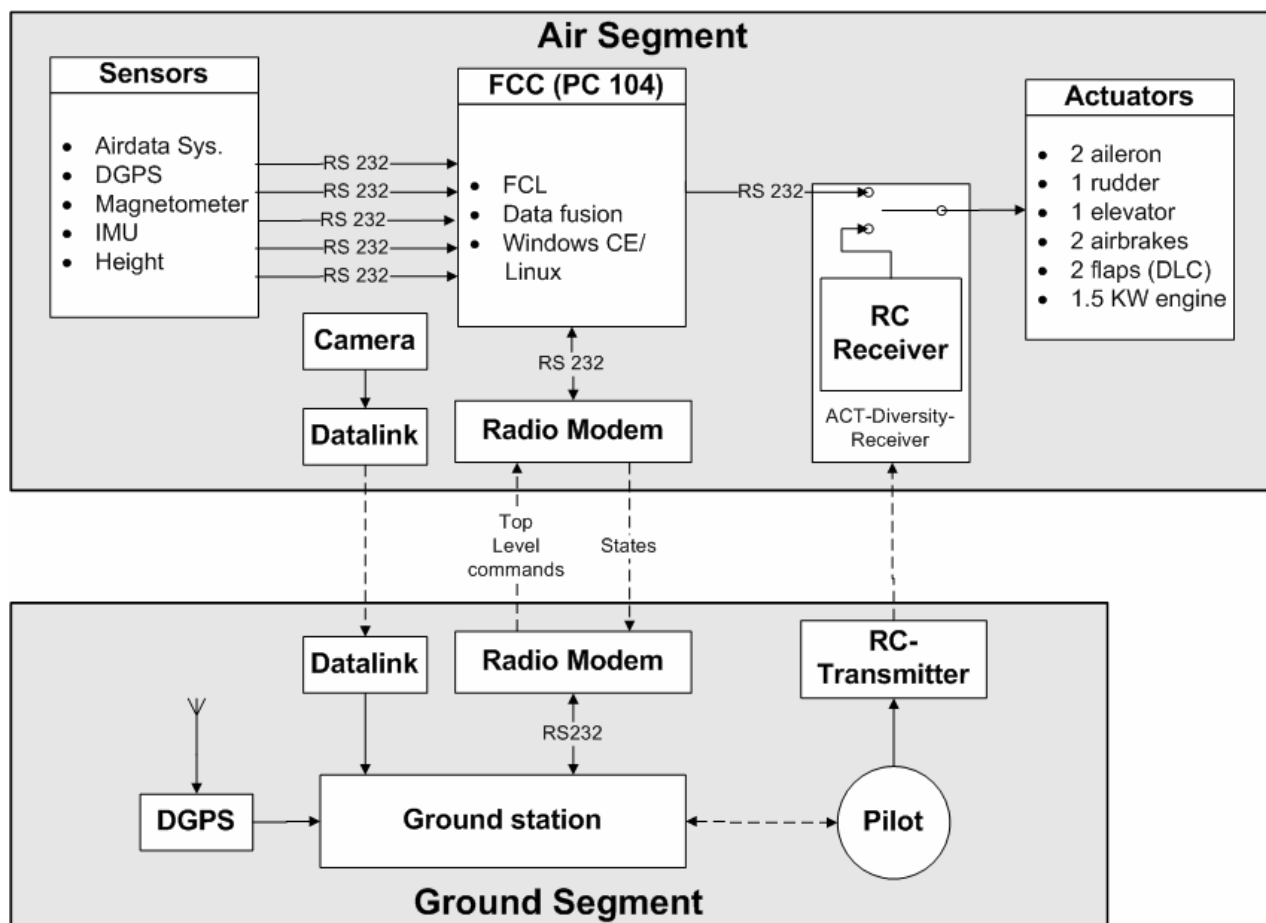 Air Segment
Sensors
• Airdata Sys.
• DGPS
• Magnetometer
• IMU
• Height
RS 232
RS 232
RS 232
RS 232
RS 232
FCC (PC 104)
• FCL
• Data fusion
• Windows CE/
Linux
RS 232
RC
Receiver
ACT-Diversity-
Receiver
Actuators
• 2 aileron
• 1 rudder
• 1 elevator
• 2 airbrakes
• 2 flaps (DLC)
• 1.5 KW engine
Camera
Datalink
RS 232
Radio Modem
Top
Level
commands
States
Datalink
Radio Modem
RC-
Transmitter
RS232
DGPS
Ground station
Pilot
Ground Segment